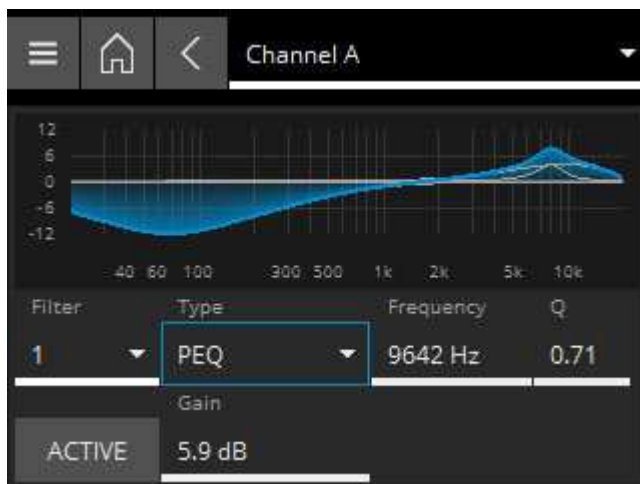 Channel A
12
6
0
-6
-12
40 60 100 300 500 1k 2k 5k 10k
Filter Type Frequency Q
1 PEQ 9642 Hz 0.71
Gain
ACTIVE 5.9 dB